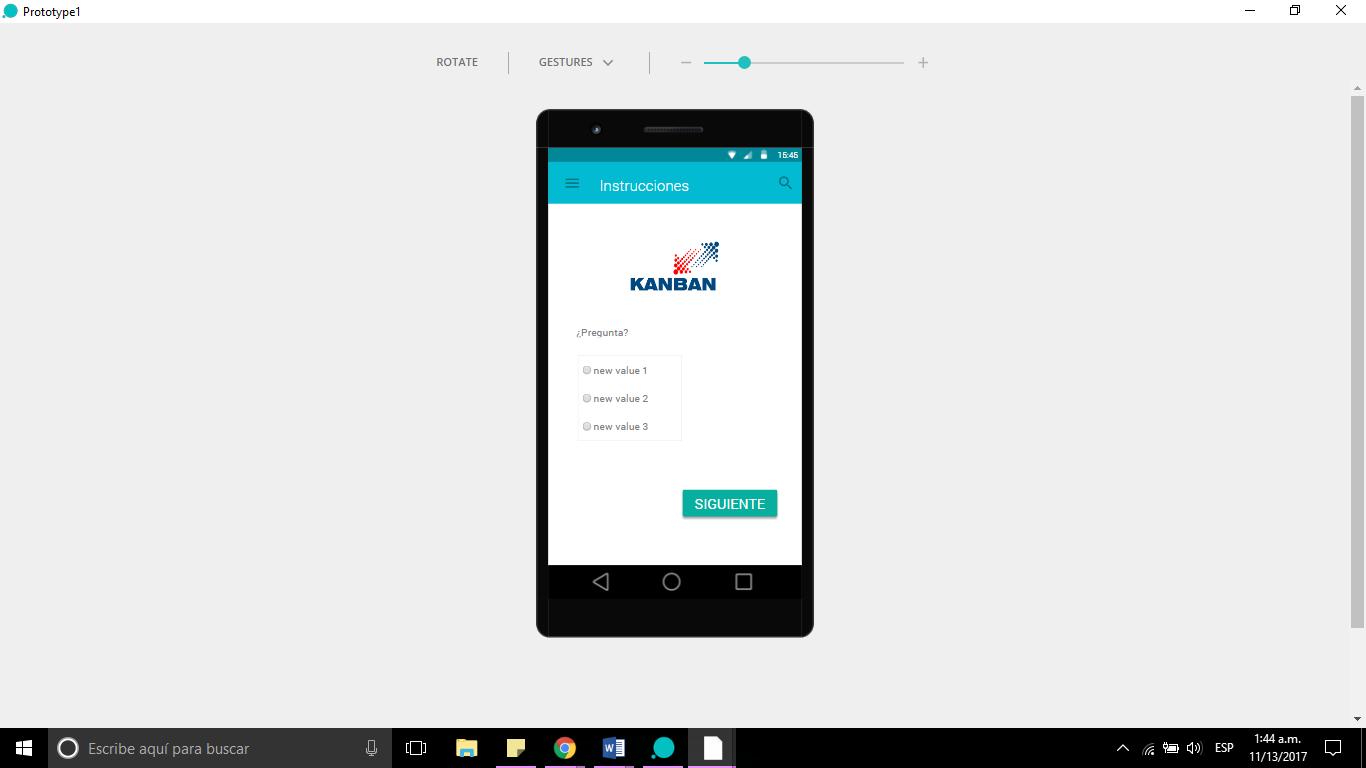 Prototype1
ROTATE
GESTURES
15:45
Instrucciones
KANBAN
¿Pregunta?
new value 1
new value 2
new value 3
SIGUIENTE
Escribe aquí para buscar
ESP
1:44 a.m.
11/13/2017